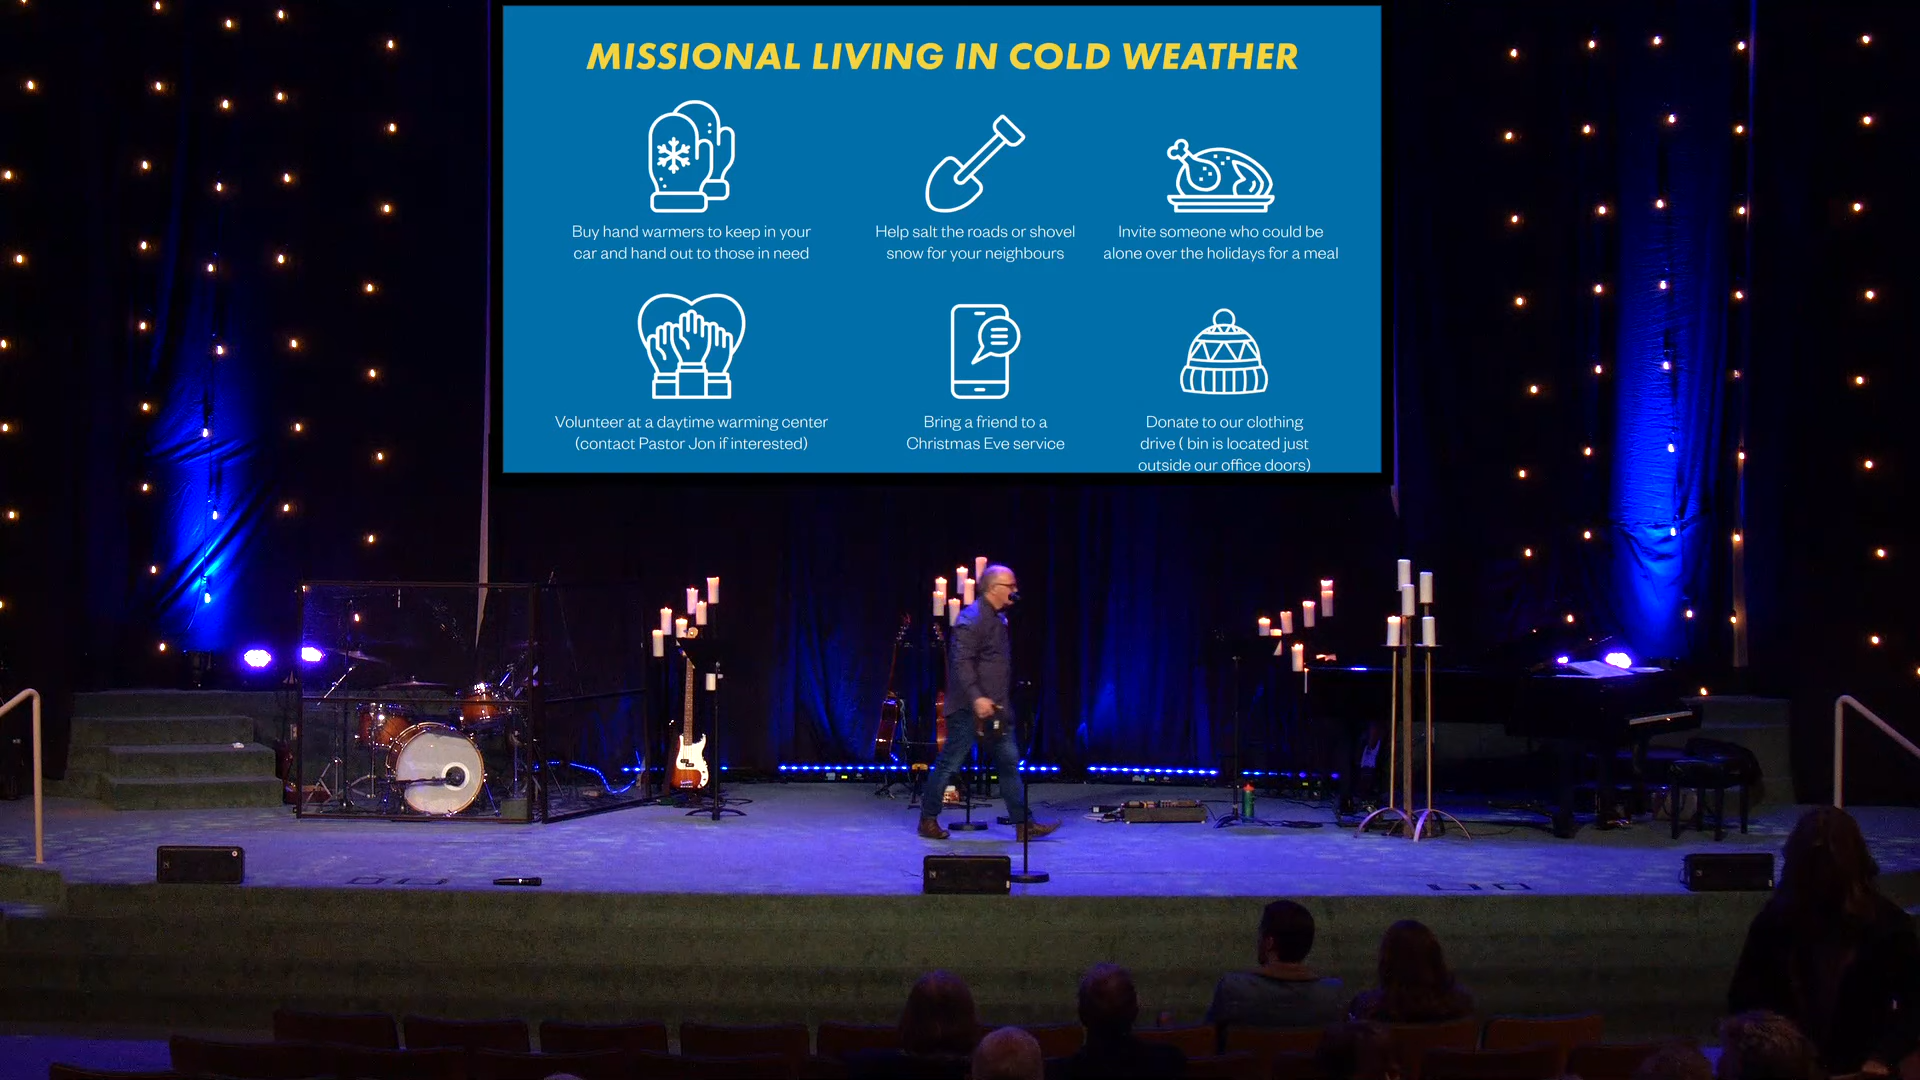 MISSIONAL LIVING IN COLD WEATHER
Buy hand warmers to keep in your
car and hand out to those in need
Help salt the roads or shovel
snow for your neighbours
Invite someone who could be
alone over the holidays for a meal
Volunteer at a daytime warming center
(contact Pastor Jon if interested)
Bring a friend to a
Christmas Eve service
Donate to our clothing
drive ( bin is located just
outside our office doors)